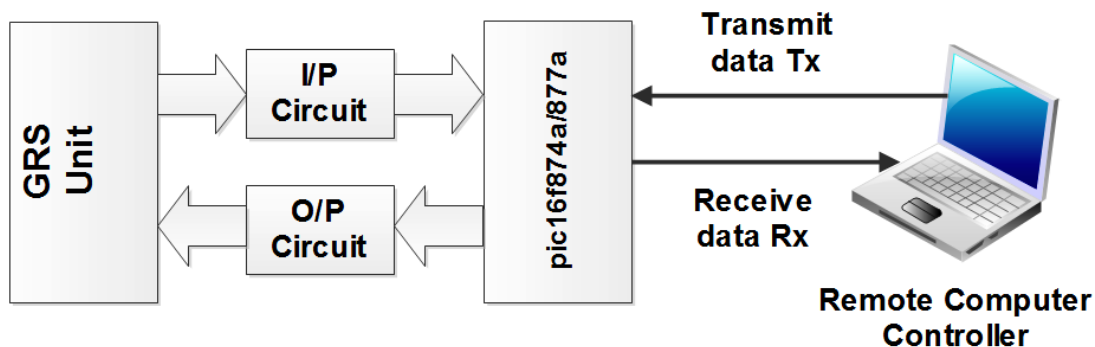 GRS
Unit
I/P
Circuit
O/P
Circuit
pic16f874a/877a
Transmit
data Tx
Receive
data Rx
Remote Computer
Controller